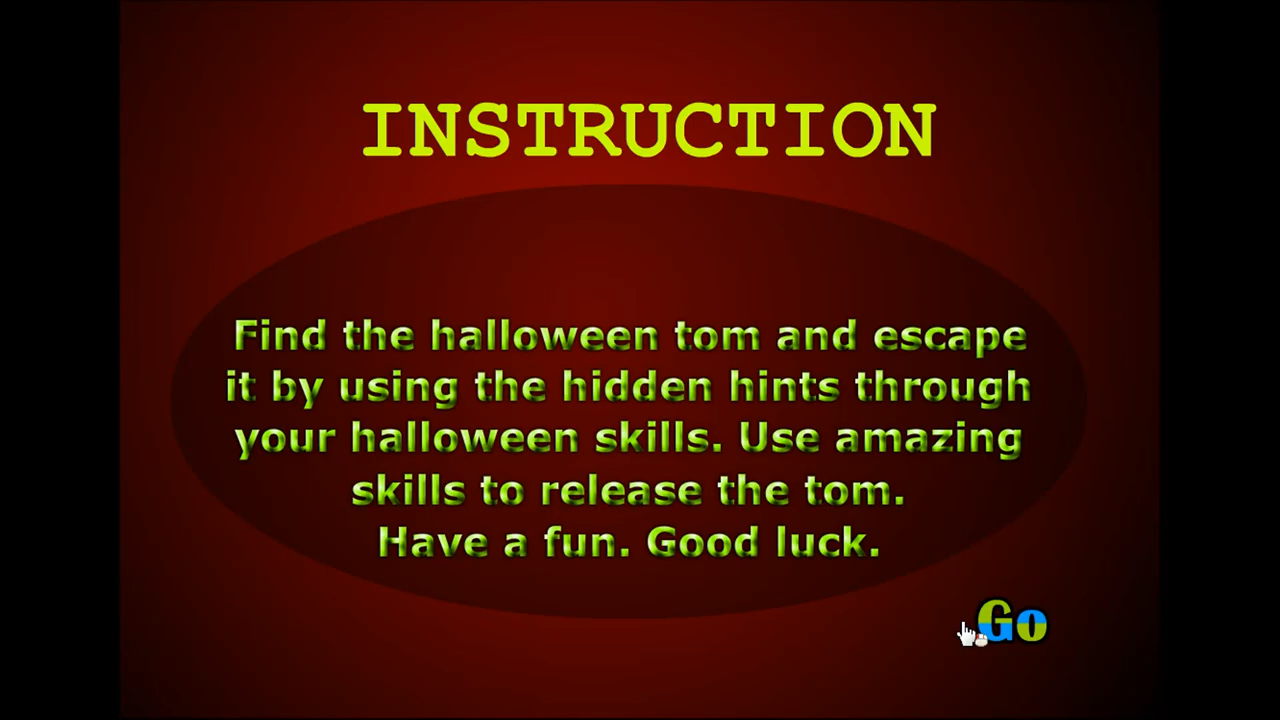 INSTRUCTION
Find the halloween tom and escape
it by using the hidden hints through
your halloween skills. Use amazing
skills to release the tom.
Have a fun. Good luck.
Go